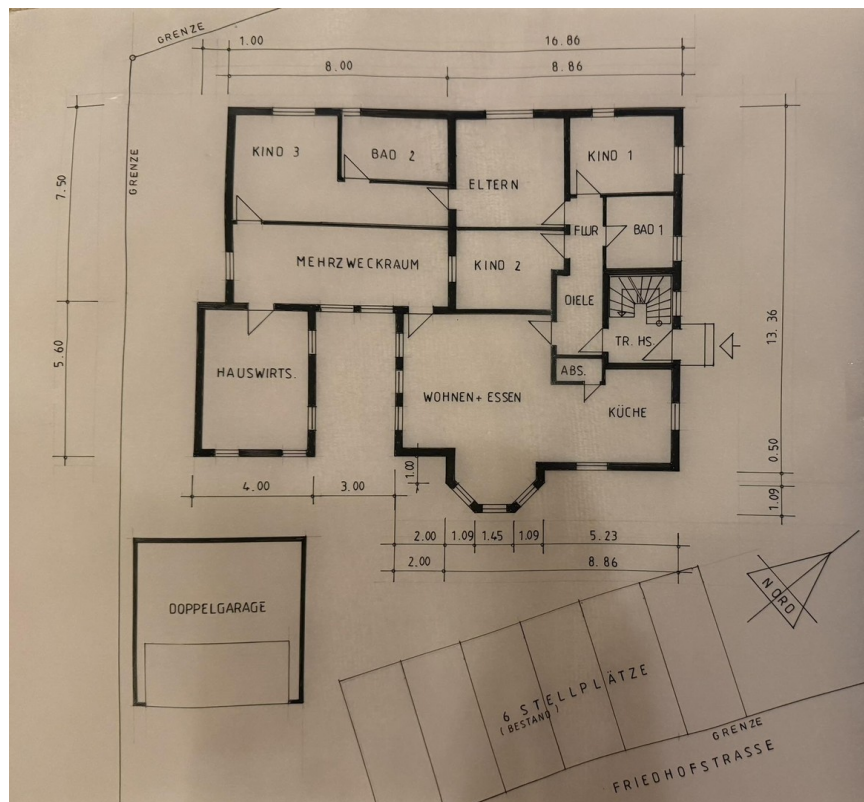 GRENZE
1.00
16.86
8.00
8.86
GRENZE
7.50
5.60
KIND 3
BAD 2
ELTERN
KIND 1
FLUR
BAD 1
MEHRZWECKRAUM
KIND 2
DIELE
TR. HS.
13.36
HAUSWIRTS.
WOHNEN + ESSEN
ABS.
KÜCHE
1.00
0.50
1.09
4.00
3.00
2.00
1.09
1.45
1.09
5.23
2.00
8.86
DOPPELGARAGE
NORD
6 STELLPLÄTZE
(BESTAND)
GRENZE
FRIEDHOFSTRASSE